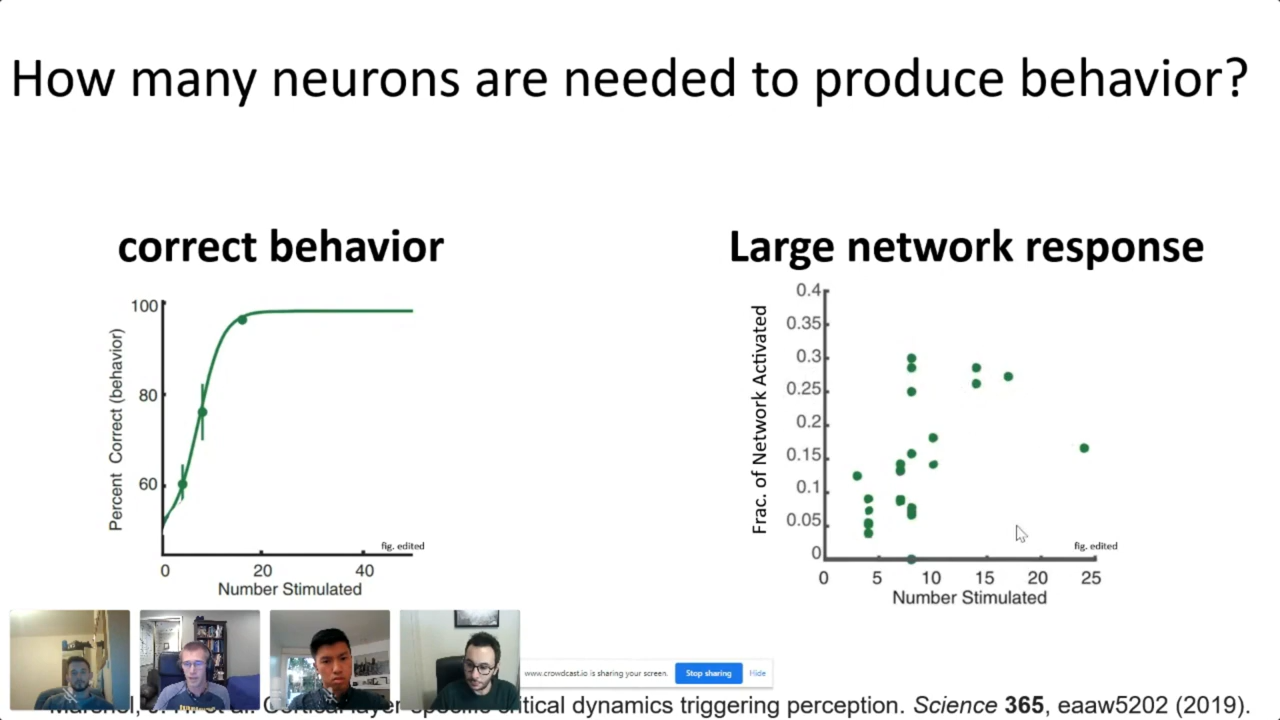 How many neurons are needed to produce behavior?
correct behavior
Large network response
Percent Correct (behavior)
100
80
60
0
20
40
Number Stimulated
fig. edited
Frac. of Network Activated
0.4
0.35
0.3
0.25
0.2
0.15
0.1
0.05
0
0
5
10
15
20
25
Number Stimulated
fig. edited
www.crowdcast.io is sharing your screen.
Stop sharing
Hide
dynamics triggering perception. Science 365, eaaw5202 (2019).